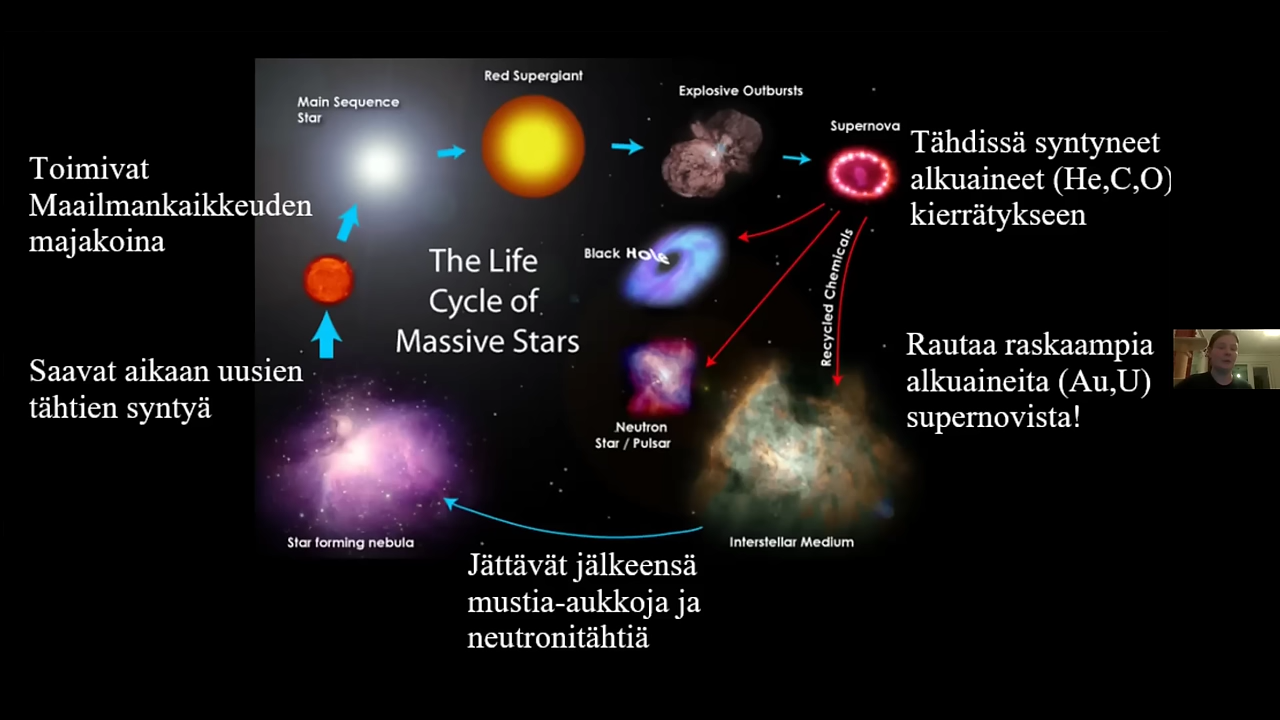 Red Supergiant
Main Sequence
Star
Explosive Outbursts
Supernova
Tähdissä syntyneet
alkuaineet (He,C,O)
kierrätykseen
Toimivat
Maailmankaikkeuden
majakoina
Black Hole
The Life
Cycle of
Massive Stars
Recycled Chemicals
Saavat aikaan uusien
tähtien syntyä
Rautaa raskaampia
alkuaineita (Au,U)
supernovista!
Neutron
Star / Pulsar
Star forming nebula
Interstellar Medium
Jättävät jälkeensä
mustia-aukkoja ja
neutronitähtiä